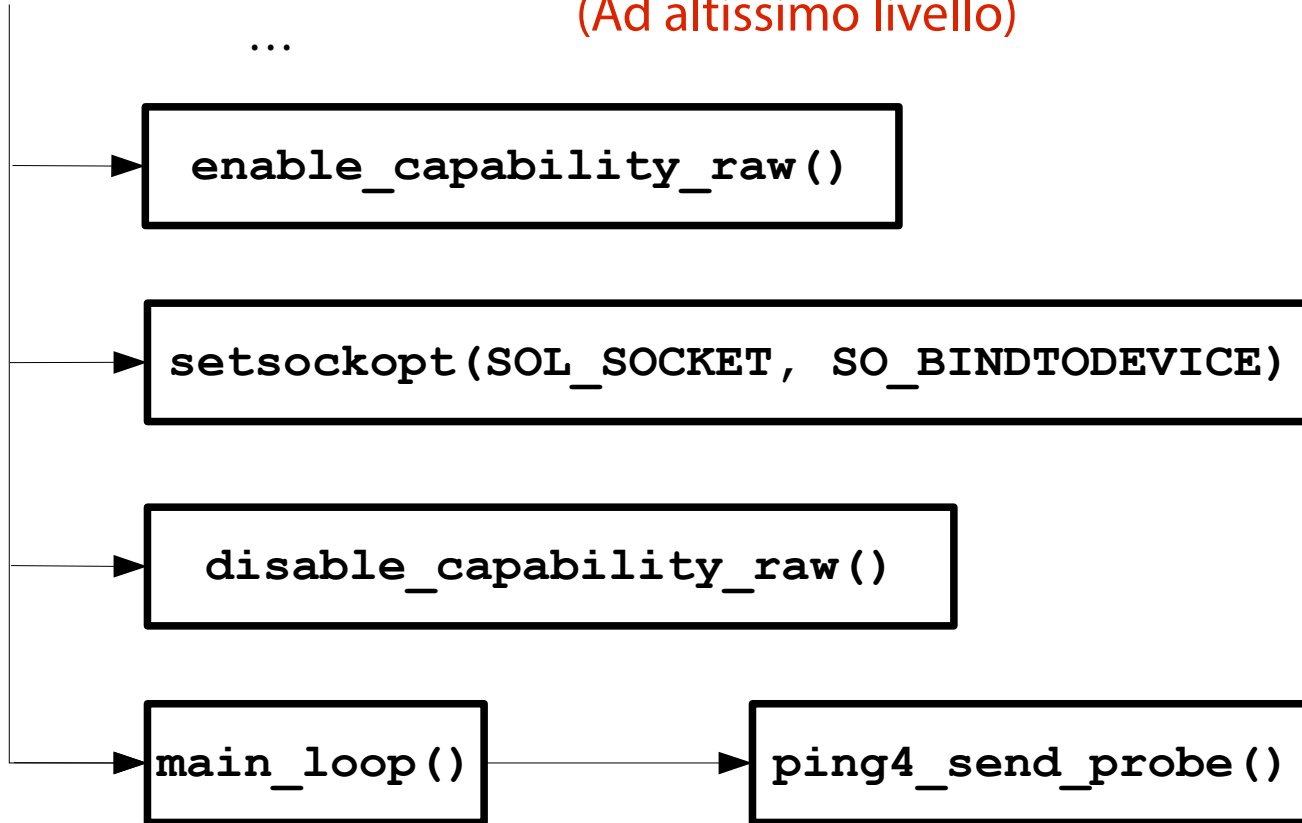 (Ad altissimo livello)
...
enable_capability_raw()
setsockopt(SOL_SOCKET, SO_BINDTODEVICE)
disable_capability_raw()
main_loop()
ping4_send_probe()